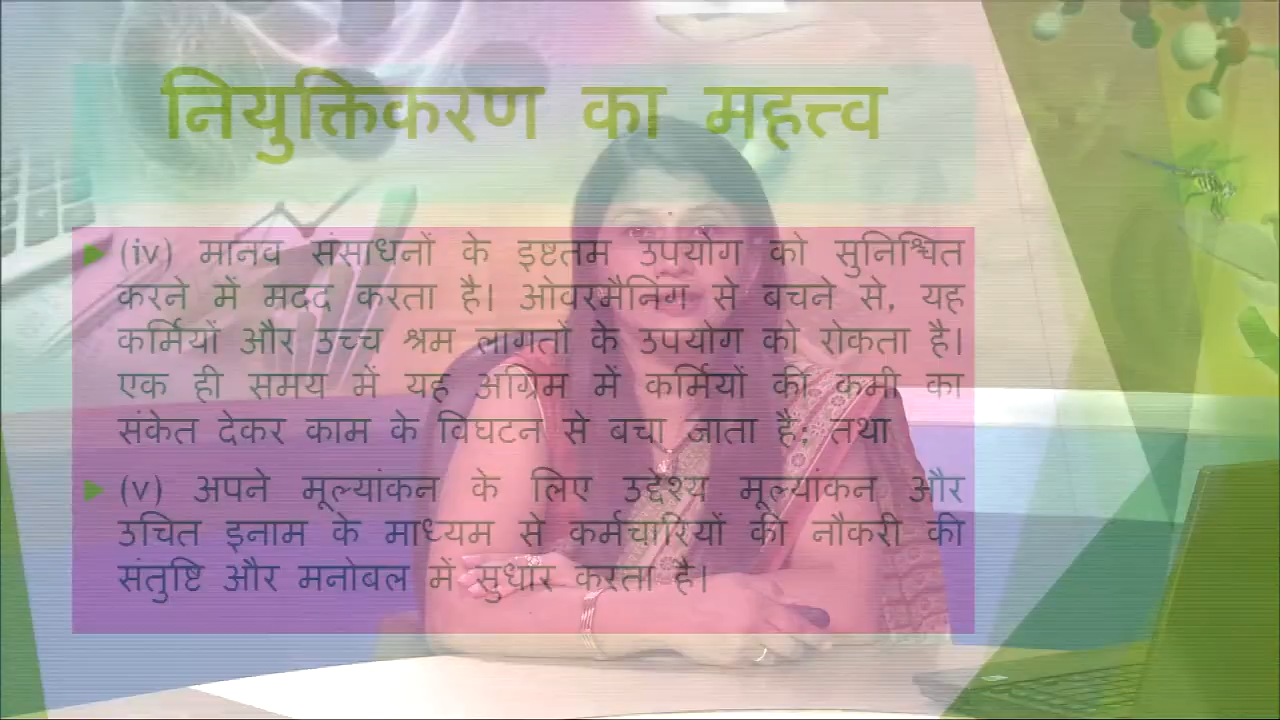 नियुक्तिकरण का महत्त्व
(iv) मानव संसाधनों के इष्टतम उपयोग को सुनिश्चित
करने में मदद करता है। ओवरमैनिंग से बचने से, यह
कर्मियों और उच्च श्रम लागतों के उपयोग को रोकता है।
एक ही समय में यह अग्रिम में कर्मियों की कमी का
संकेत देकर काम के विघटन से बचा जाता है; तथा
(v) अपने मूल्यांकन के लिए उद्देश्य मूल्यांकन और
उचित इनाम के माध्यम से कर्मचारियों की नौकरी की
संतुष्टि और मनोबल में सुधार करता है।